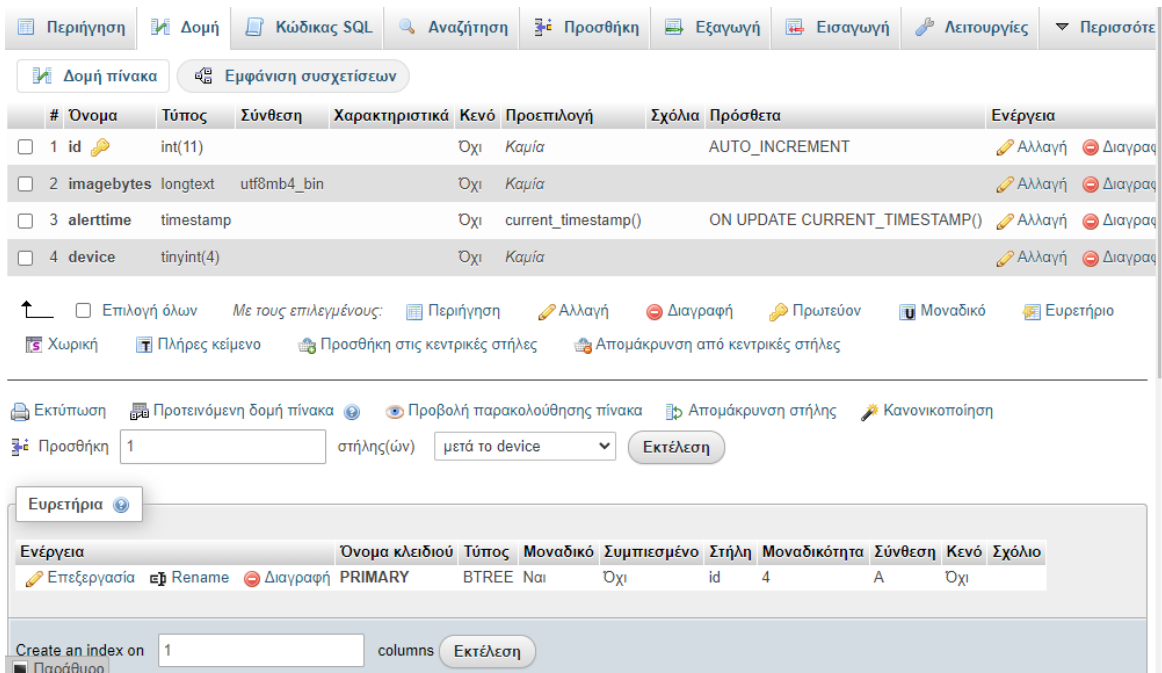 Περιήγηση Δομή Κώδικας SQL Αναζήτηση Προσθήκη Εξαγωγή Εισαγωγή Λειτουργίες Περισσότε
Δομή πίνακα Εμφάνιση συσχετίσεων
# Όνομα Τύπος Σύνθεση Χαρακτηριστικά Κενό Προεπιλογή Σχόλια Πρόσθετα Ενέργεια
1 id int(11) Όχι Καμία AUTO_INCREMENT Αλλαγή Διαγραφ
2 imagebytes longtext utf8mb4_bin Όχι Καμία Αλλαγή Διαγραφ
3 alerttime timestamp Όχι current_timestamp() ON UPDATE CURRENT_TIMESTAMP() Αλλαγή Διαγραφ
4 device tinyint(4) Όχι Καμία Αλλαγή Διαγραφ
Επιλογή όλων Με τους επιλεγμένους: Περιήγηση Αλλαγή Διαγραφή Πρωτεύον U Μοναδικό Ευρετήριο
S Χωρική T Πλήρες κείμενο Προσθήκη στις κεντρικές στήλες Απομάκρυνση από κεντρικές στήλες
Εκτύπωση Προτεινόμενη δομή πίνακα Προβολή παρακολούθησης πίνακα Απομάκρυνση στήλης Κανονικοποίηση
Προσθήκη 1 στήλης(ών) μετά το device Εκτέλεση
Ευρετήρια
Ενέργεια Όνομα κλειδιού Τύπος Μοναδικό Συμπιεσμένο Στήλη Μοναδικότητα Σύνθεση Κενό Σχόλιο
Επεξεργασία Rename Διαγραφή PRIMARY BTREE Ναι Όχι id 4 A Όχι
Create an index on 1 columns Εκτέλεση
Παράθυρο